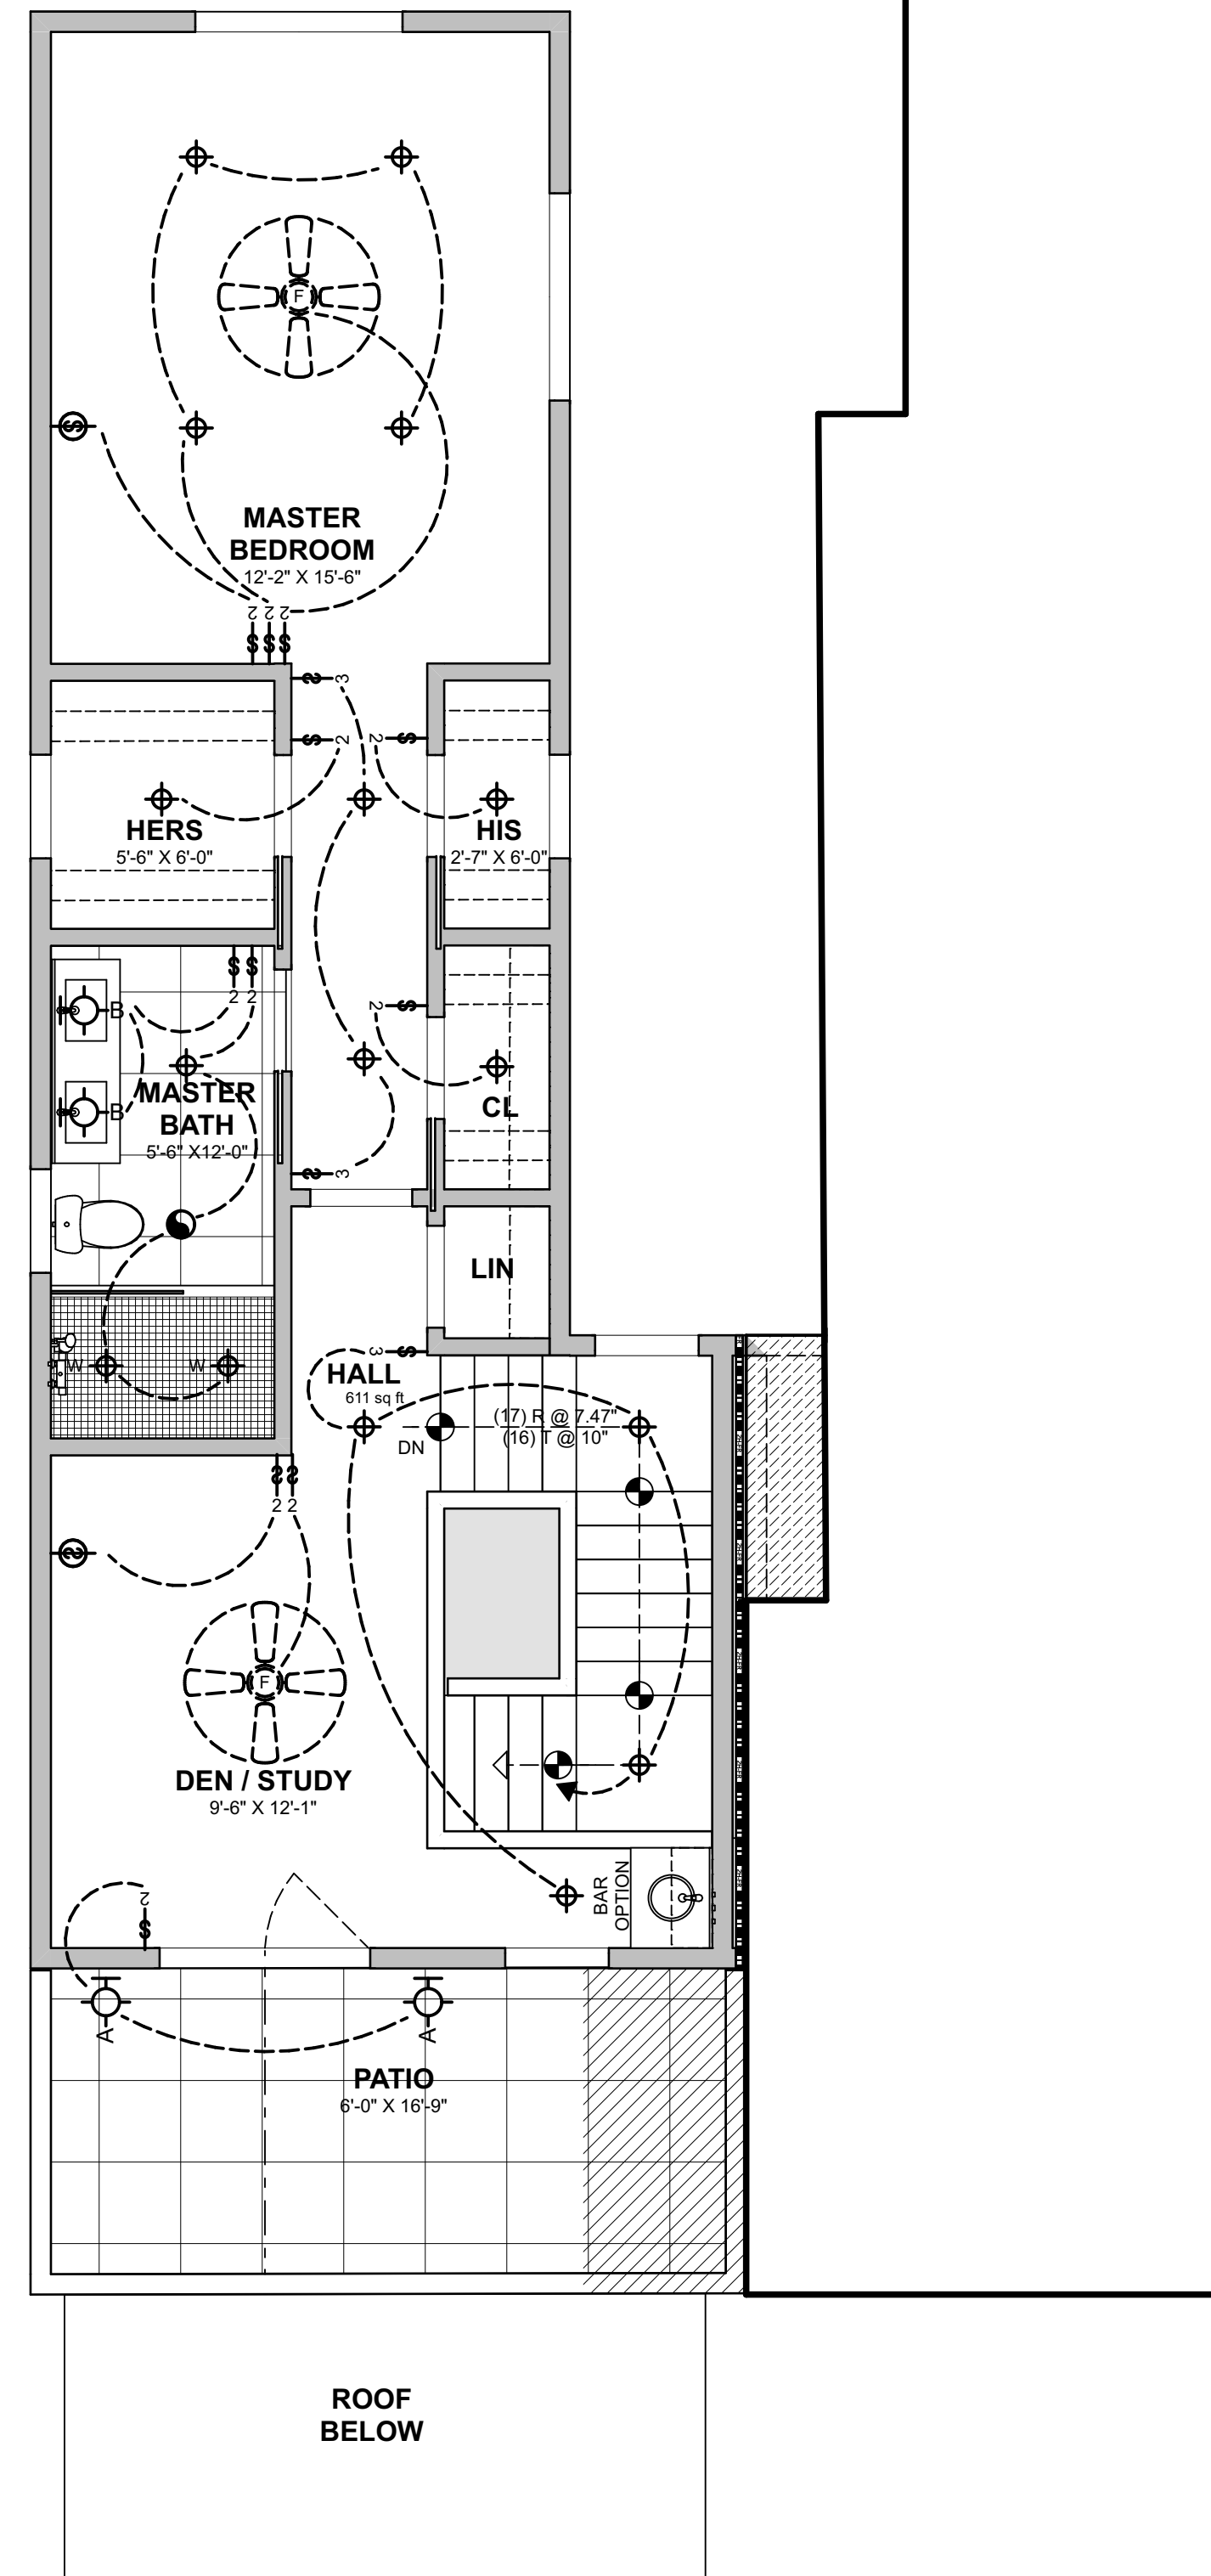 F
$
MASTER
BEDROOM
12'-2" X 15'-6"
2 2 2
$ $ $
$ 3
$ 2
2 $
HERS
5'-6" X 6'-0"
HIS
2'-7" X 6'-0"
$ $
2 2
B
2 $
B
MASTER
BATH
5'-6" X12'-0"
CL
$ 3
LIN
3 $
W W
HALL
611 sq ft
(17) R @ 7.47"
(16) T @ 10"
DN
$ $
2 2
$
F
DEN / STUDY
9'-6" X 12'-1"
BAR
OPTION
2
$
A A
PATIO
6'-0" X 16'-9"
ROOF
BELOW